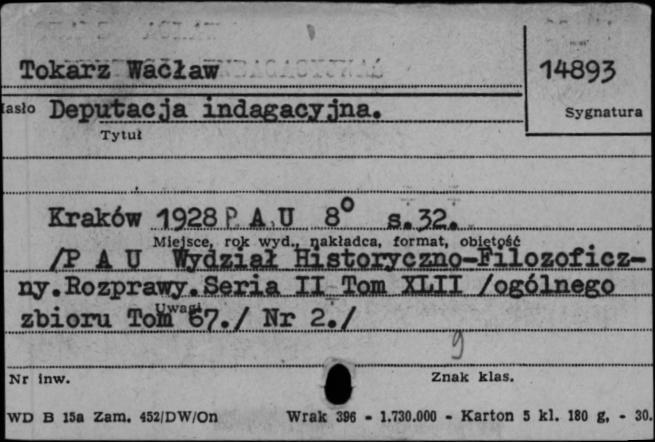 Tokarz Wacław
14893
Hasło Deputacja indagacyjna.
Sygnatura
Tytuł
Kraków 1928 P A U 8° s.32.
Miejsce, rok wyd., nakładca, format, objętość
/P A U Wydział Historyczno-Filozoficz-
ny.Rozprawy.Seria II Tom XLII /ogólnego
Uwagi
zbioru Tom 67./ Nr 2./
9
Nr inw.
Znak klas.
WD B 15a Zam. 452/DW/On Wrak 396 - 1.730.000 - Karton 5 kl. 180 g, - 30.